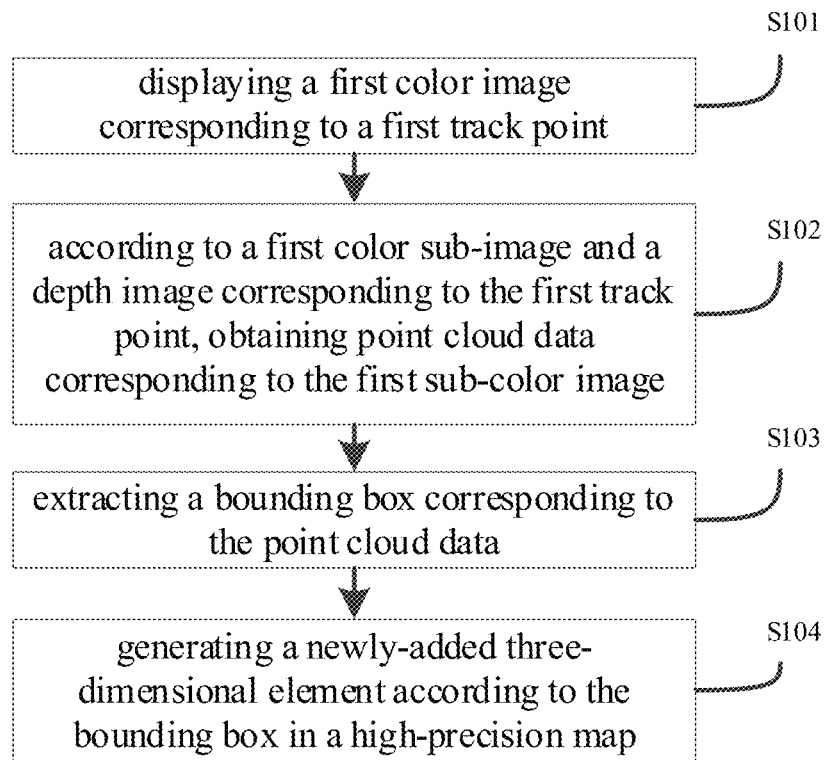 S101
displaying a first color image
corresponding to a first track point
S102
according to a first color sub-image and a
depth image corresponding to the first track
point, obtaining point cloud data
corresponding to the first sub-color image
S103
extracting a bounding box corresponding to
the point cloud data
S104
generating a newly-added three-
dimensional element according to the
bounding box in a high-precision map